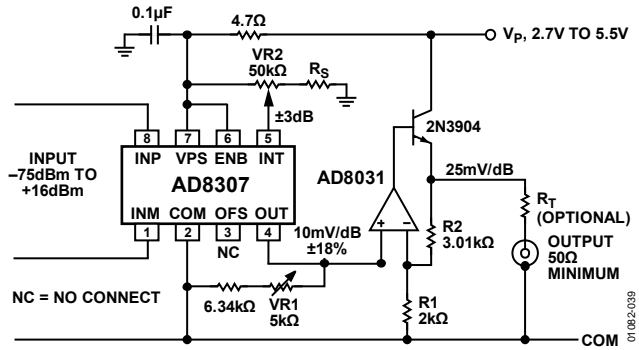 0.1µF
4.7Ω
V_P, 2.7V TO 5.5V
VR2
50kΩ
R_S
±3dB
2N3904
8 7 6 5
INP VPS ENB INT
INPUT
–75dBm TO
+16dBm
AD8307
INM COM OFS OUT
1 2 3 4
NC
AD8031
25mV/dB
R_T
(OPTIONAL)
10mV/dB
±18%
+ –
R2
3.01kΩ
OUTPUT
50Ω
MINIMUM
NC = NO CONNECT
6.34kΩ
VR1
5kΩ
R1
2kΩ
COM
01082-039